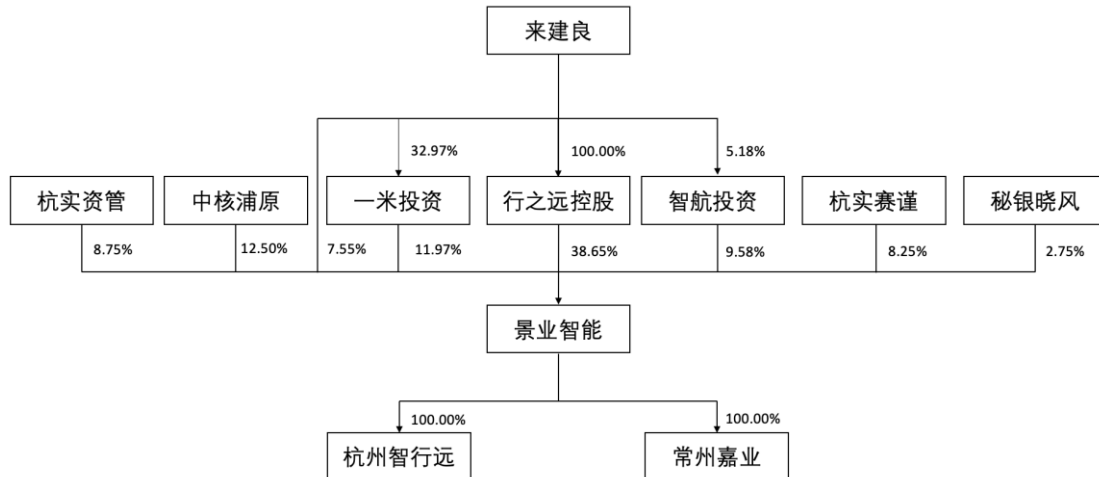 来建良
32.97%
100.00%
5.18%
杭实资管
中核浦原
一米投资
行之远控股
智航投资
杭实赛谨
秘银晓风
8.75%
12.50%
7.55%
11.97%
38.65%
9.58%
8.25%
2.75%
景业智能
100.00%
100.00%
杭州智行远
常州嘉业